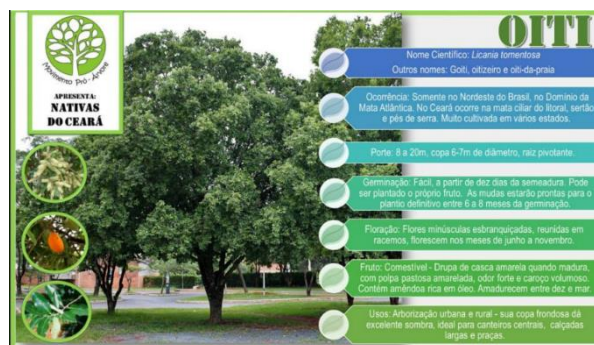 Movimento Pró-Árvore
APRESENTA:
NATIVAS
DO CEARÁ
OITI
Nome Científico: Licania tomentosa
Outros nomes: Goiti, oitizeiro e oiti-da-praia
Ocorrência: Somente no Nordeste do Brasil, no Domínio da
Mata Atlântica. No Ceará ocorre na mata ciliar do litoral, sertão
e pés de serra. Muito cultivada em vários estados.
Porte: 8 a 20m, copa 6-7m de diâmetro, raiz pivotante.
Germinação: Fácil, a partir de dez dias da semeadura. Pode
ser plantado o próprio fruto. As mudas estarão prontas para o
plantio definitivo entre 6 a 8 meses da germinação.
Floração: Flores minúsculas esbranquiçadas, reunidas em
racemos, florescem nos meses de junho a novembro.
Fruto: Comestível - Drupa de casca amarela quando madura,
com polpa pastosa amarelada, odor forte e caroço volumoso.
Contém amêndoa rica em óleo. Amadurecem entre dez e mar.
Usos: Arborização urbana e rural - sua copa frondosa dá
excelente sombra, ideal para canteiros centrais, calçadas
largas e praças.